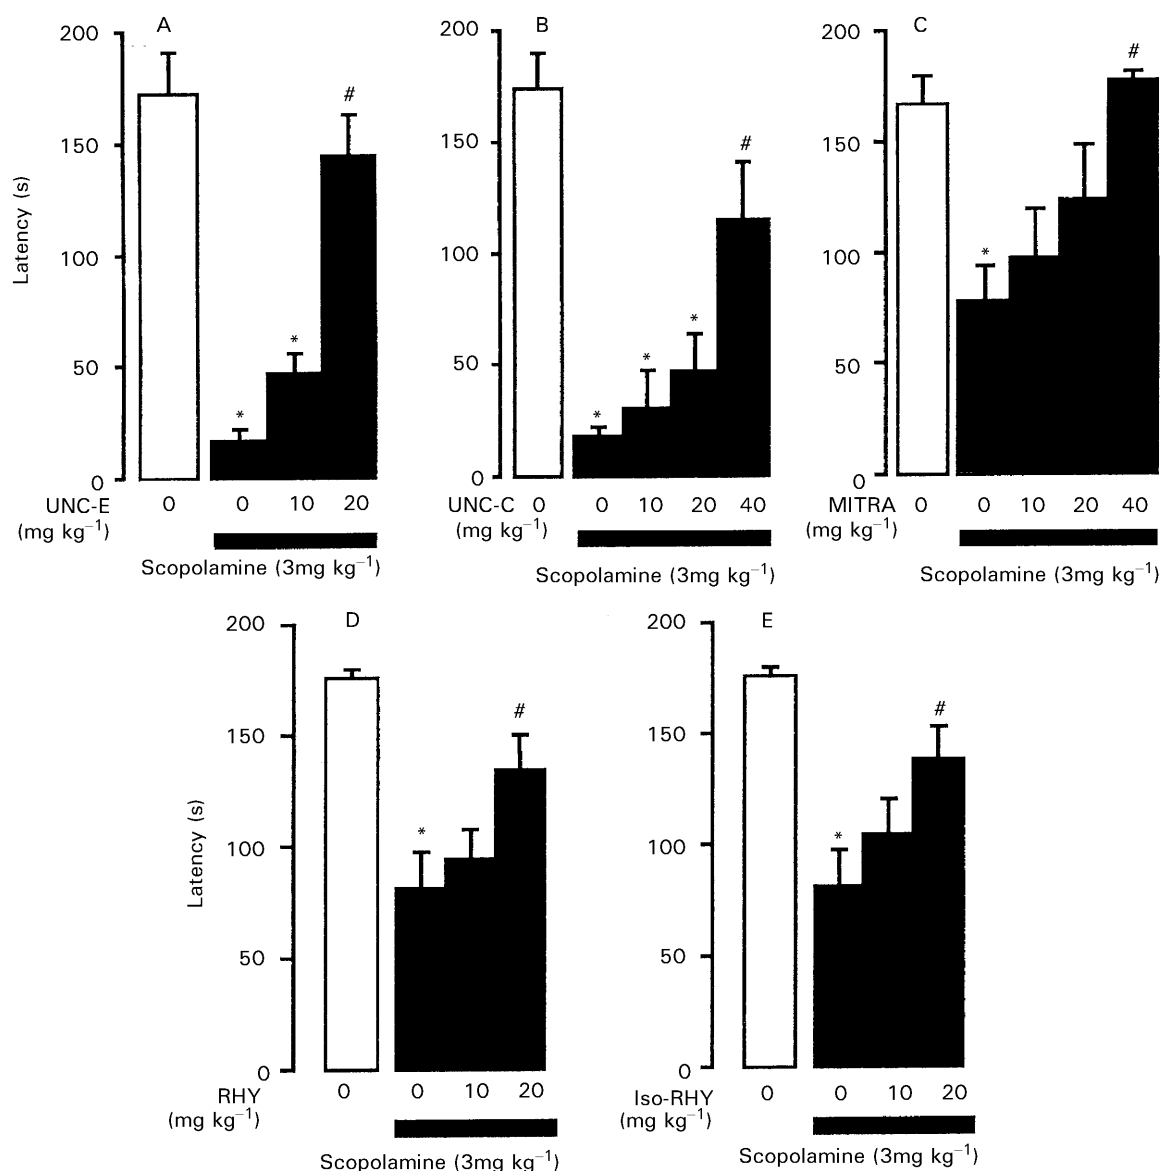 A
200
150
100
50
0
Latency (s)
*
*
#
UNC-E 0 0 10 20
(mg kg⁻¹)
Scopolamine (3mg kg⁻¹)
B
200
150
100
50
0
*
*
*
#
UNC-C 0 0 10 20 40
(mg kg⁻¹)
Scopolamine (3mg kg⁻¹)
C
200
150
100
50
0
*
#
MITRA 0 0 10 20 40
(mg kg⁻¹)
Scopolamine (3mg kg⁻¹)
D
200
150
100
50
0
Latency (s)
*
#
RHY 0 0 10 20
(mg kg⁻¹)
Scopolamine (3mg kg⁻¹)
E
200
150
100
50
0
*
#
Iso-RHY 0 0 10 20
(mg kg⁻¹)
Scopolamine (3mg kg⁻¹)